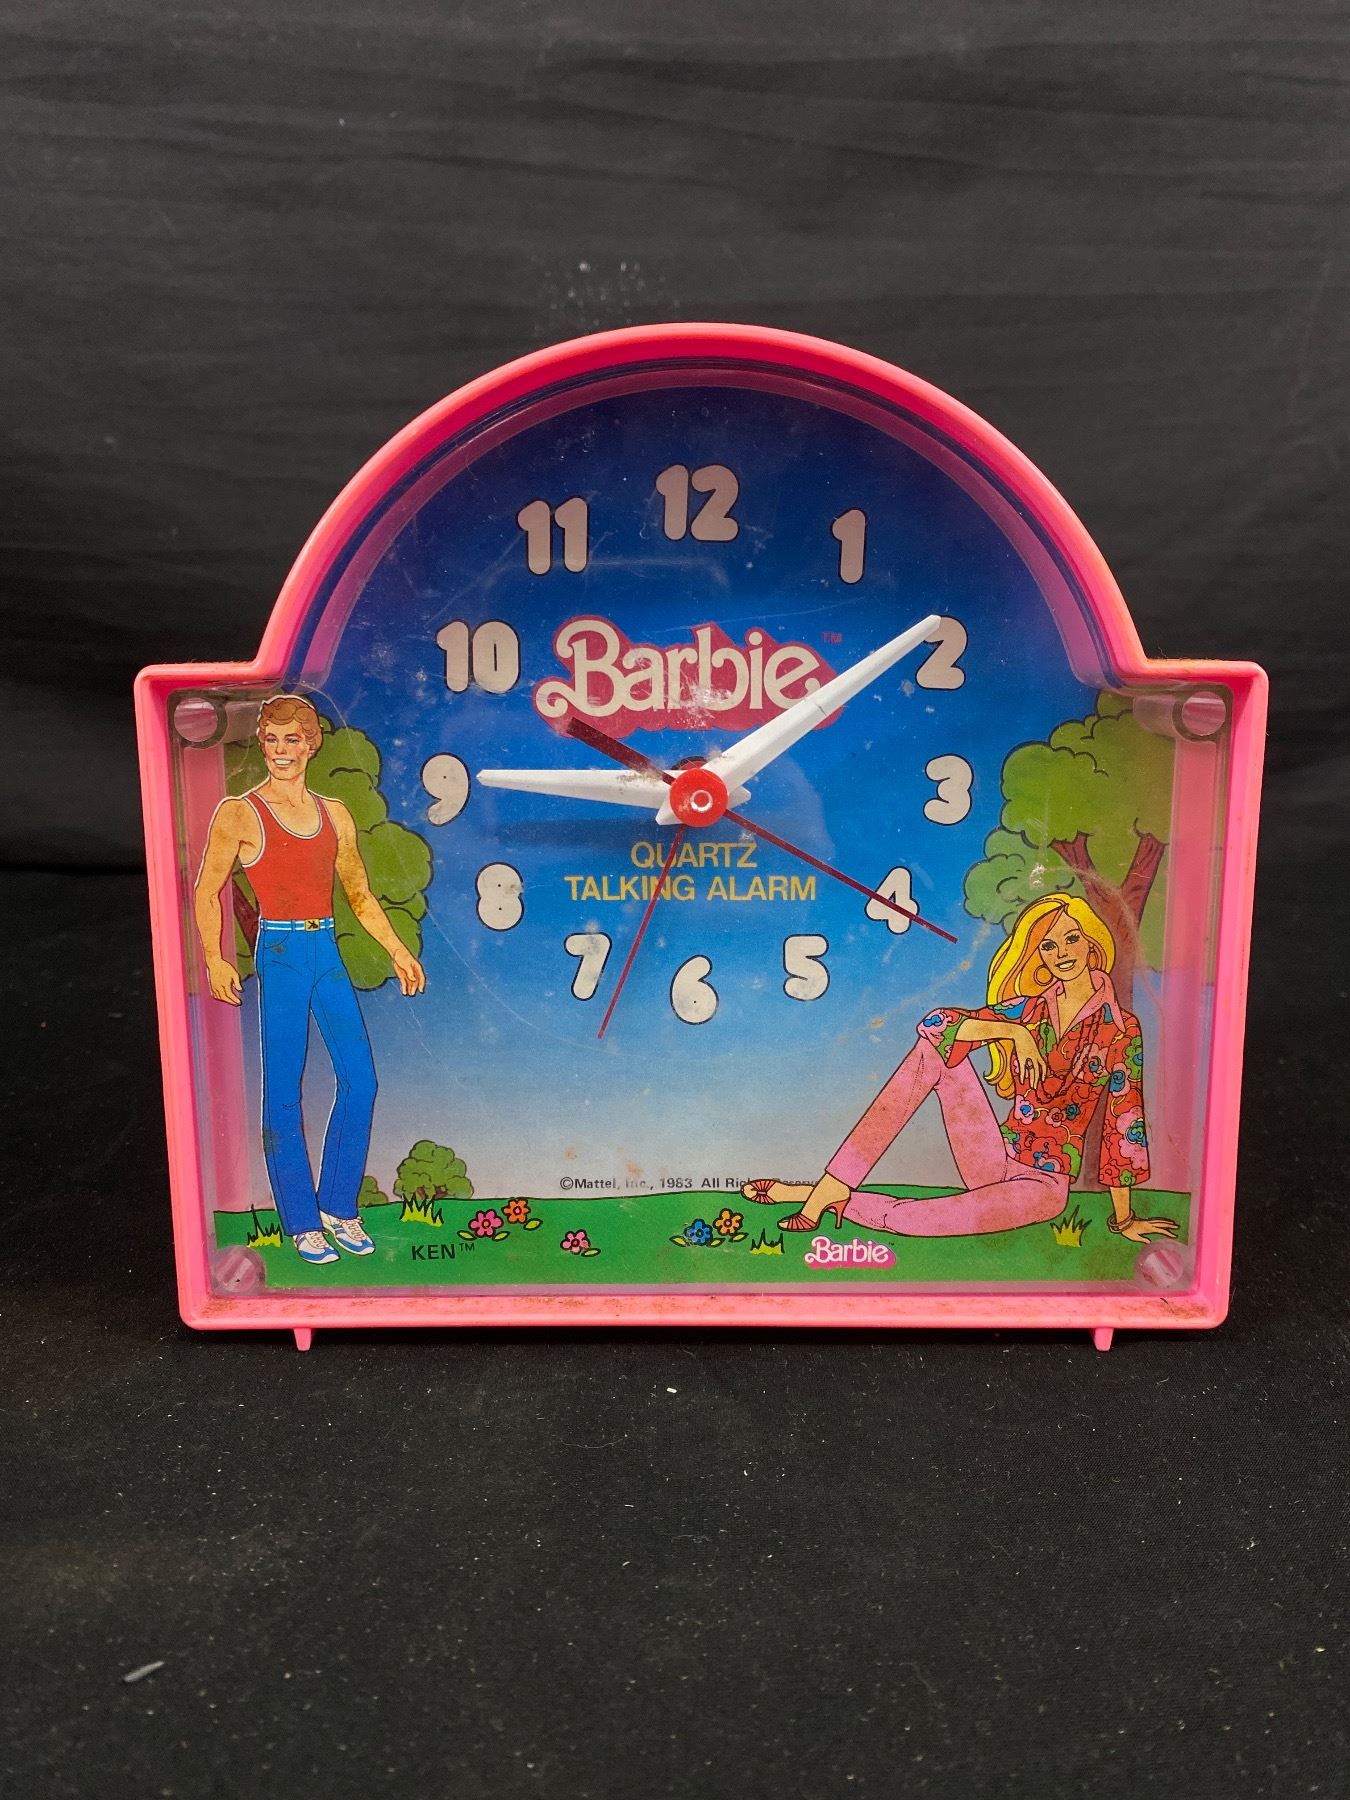 12
11
1
10
Barbie TM
2
9
3
QUARTZ
TALKING ALARM
8
4
7
5
6
©Mattel, Inc., 1983 All
KEN™
Barbie